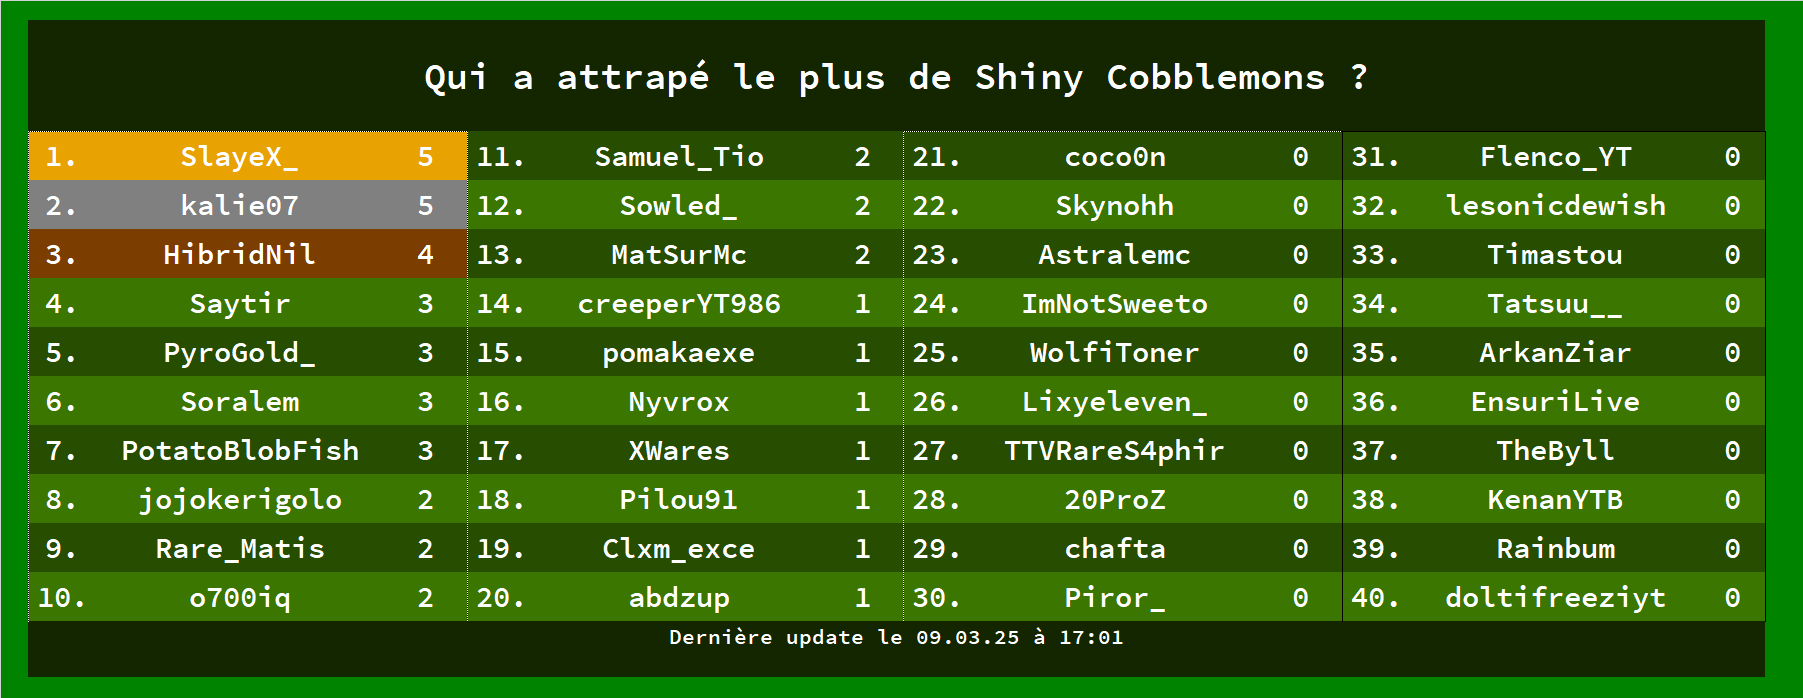 Qui a attrapé le plus de Shiny Cobblemons ?
1. SlayeX_ 5 11. Samuel_Tio 2 21. coco0n 0 31. Flenco_YT 0
2. kalie07 5 12. Sowled_ 2 22. Skynohh 0 32. lesonicdewish 0
3. HibridNil 4 13. MatSurMc 2 23. Astralemc 0 33. Timastou 0
4. Saytir 3 14. creeperYT986 1 24. ImNotSweeto 0 34. Tatsuu__ 0
5. PyroGold_ 3 15. pomakaexe 1 25. WolfiToner 0 35. ArkanZiar 0
6. Soralem 3 16. Nyvrox 1 26. Lixyeleven_ 0 36. EnsuriLive 0
7. PotatoBlobFish 3 17. XWares 1 27. TTVRareS4phir 0 37. TheByll 0
8. jojokerigolo 2 18. Pilou91 1 28. 20ProZ 0 38. KenanYTB 0
9. Rare_Matis 2 19. Clxm_exce 1 29. chafta 0 39. Rainbum 0
10. o700iq 2 20. abdzup 1 30. Piror_ 0 40. doltifreeziyt 0
Dernière update le 09.03.25 à 17:01